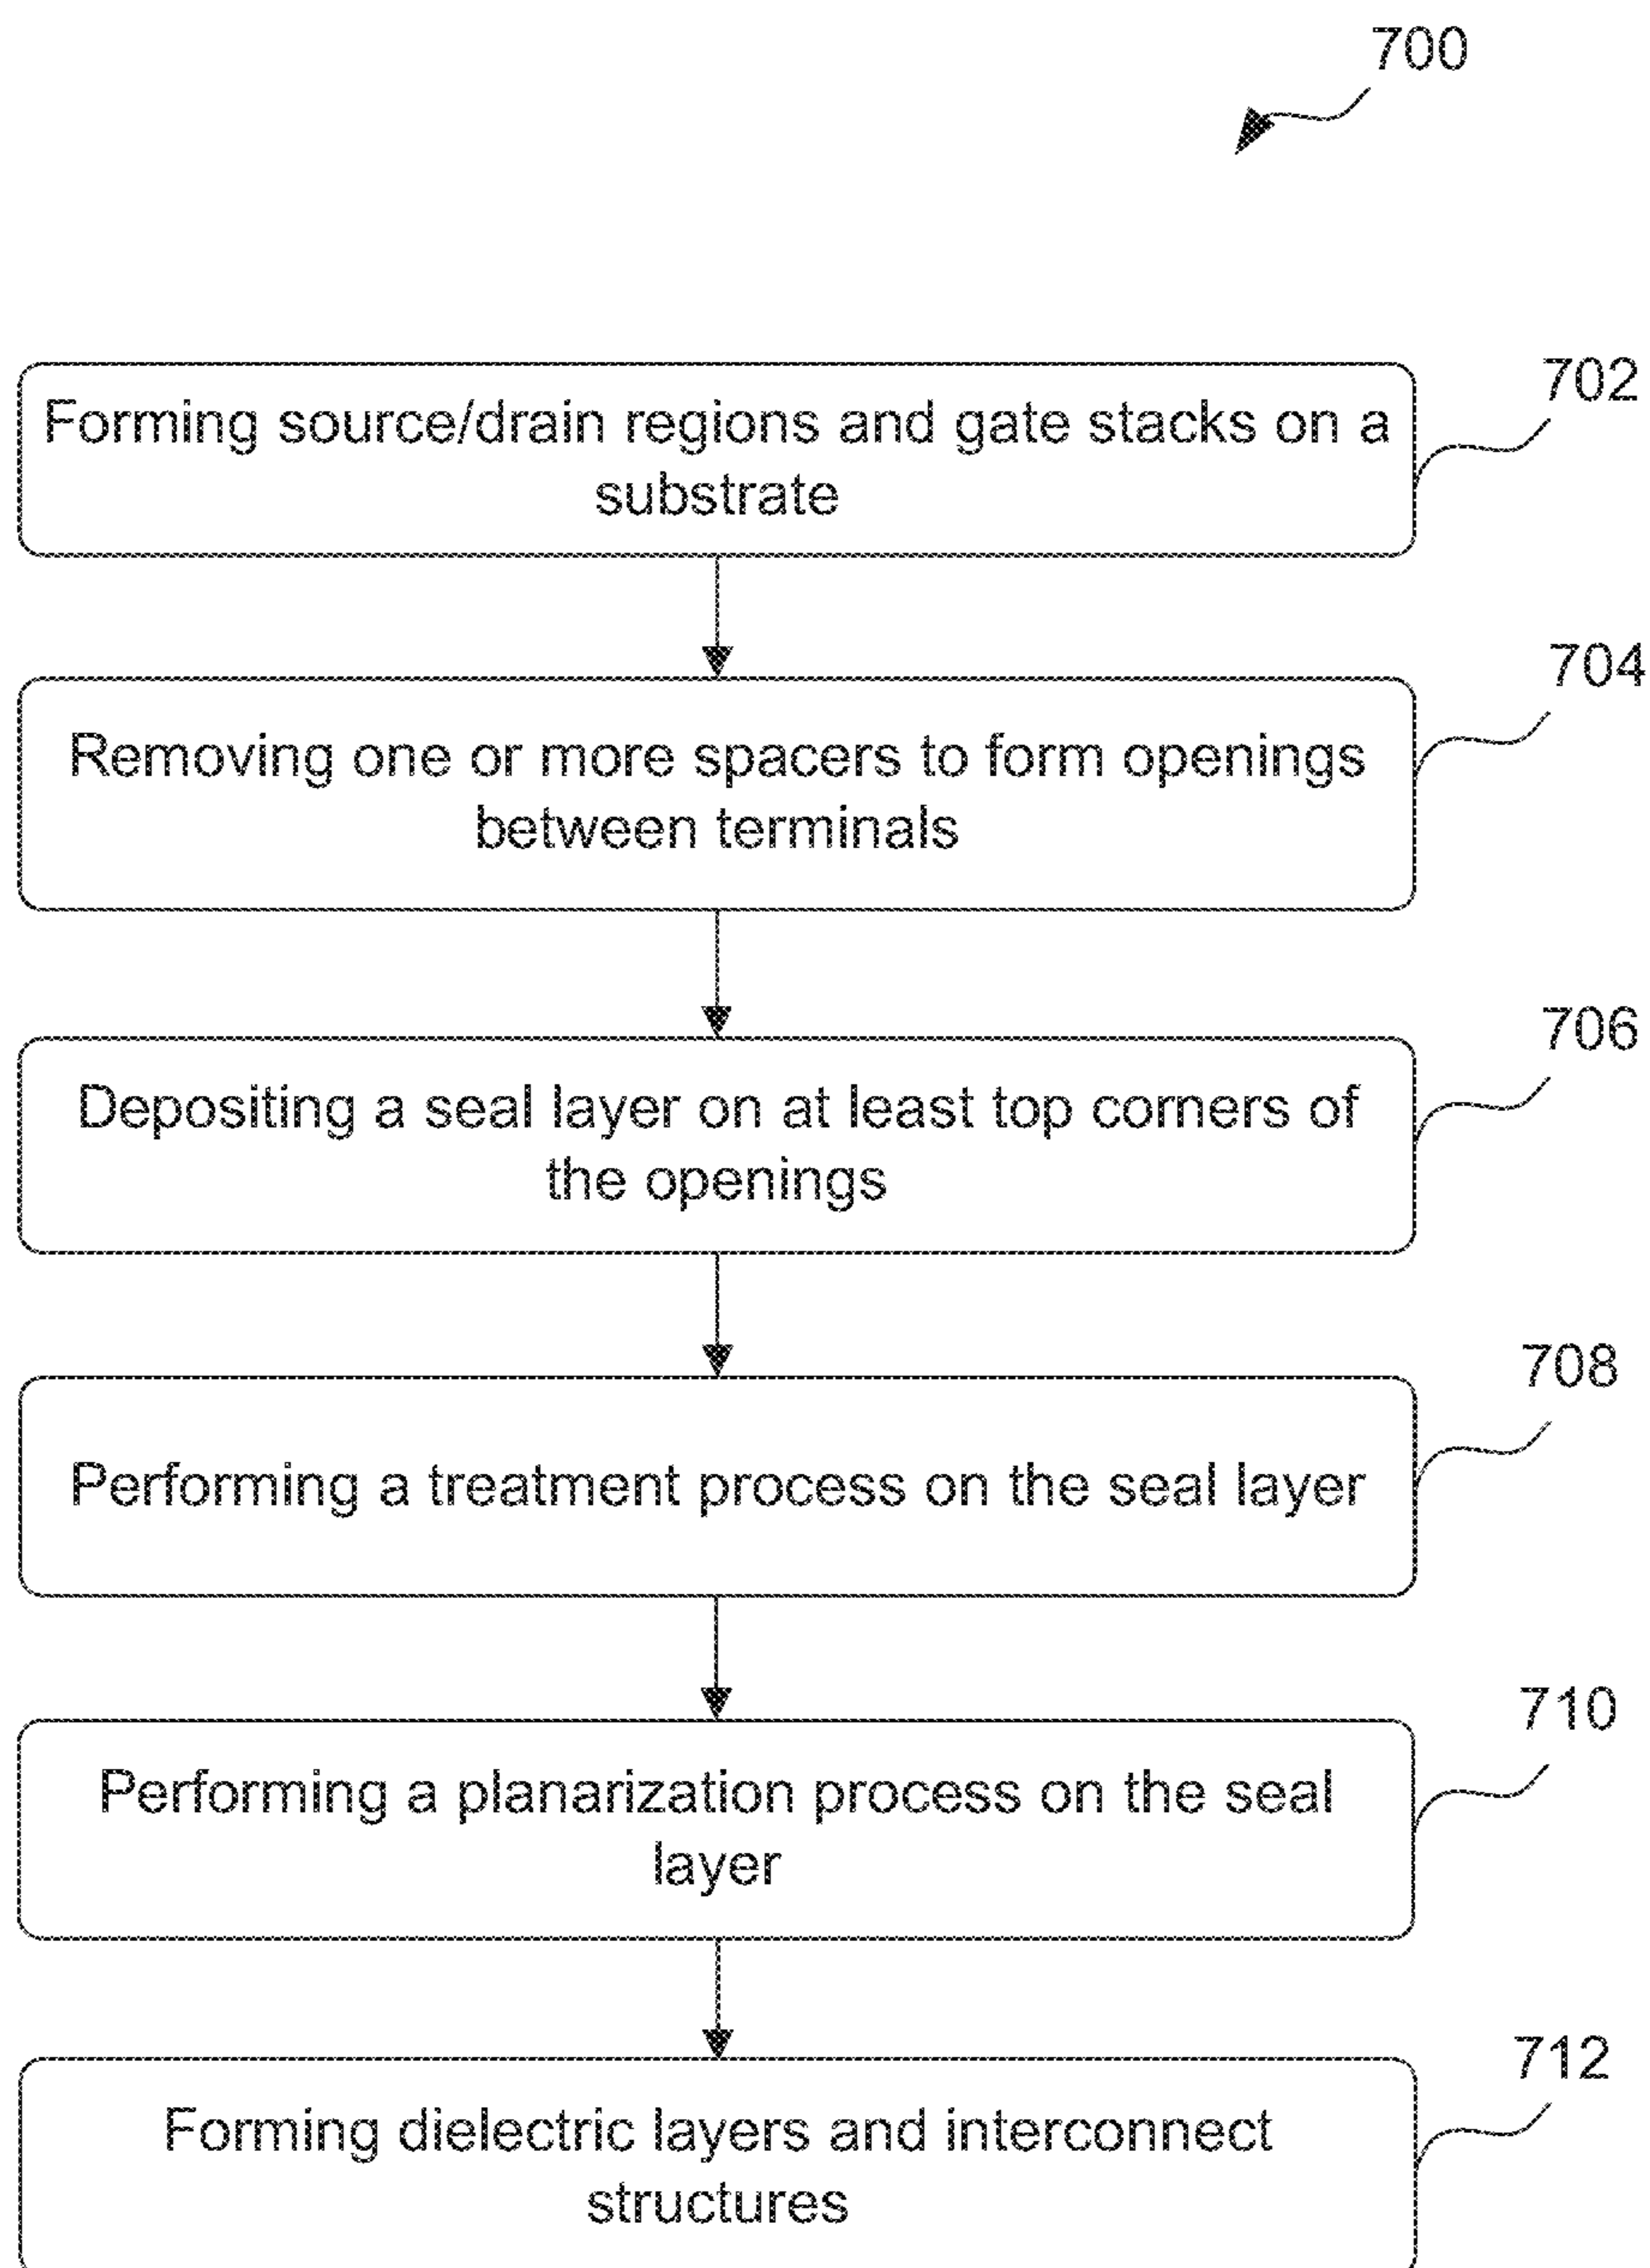 700
702
Forming source/drain regions and gate stacks on a
substrate
704
Removing one or more spacers to form openings
between terminals
706
Depositing a seal layer on at least top corners of
the openings
708
Performing a treatment process on the seal layer
710
Performing a planarization process on the seal
layer
712
Forming dielectric layers and interconnect
structures